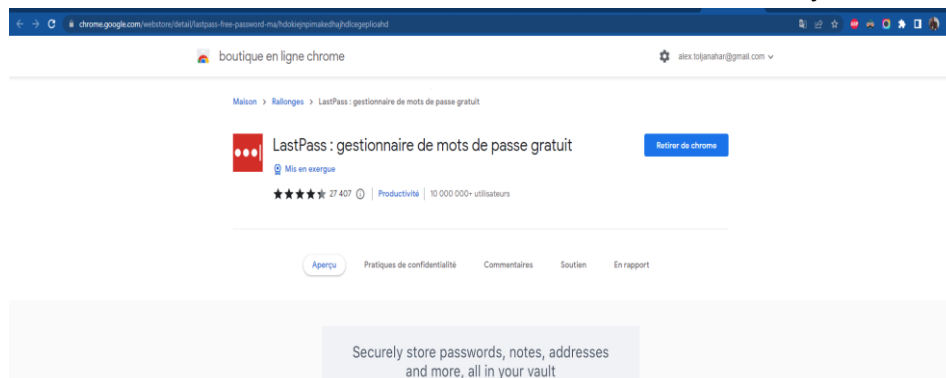 chrome.google.com/webstore/detail/lastpass-free-password-ma/hdokiejnpimakedhajhdlcegeplioahd
boutique en ligne chrome
alex.toljanahar@gmail.com
Maison > Rallonges > LastPass : gestionnaire de mots de passe gratuit
LastPass : gestionnaire de mots de passe gratuit
Retirer de chrome
Mis en exergue
27 407 | Productivité | 10 000 000+ utilisateurs
Aperçu Pratiques de confidentialité Commentaires Soutien En rapport
Securely store passwords, notes, addresses
and more, all in your vault